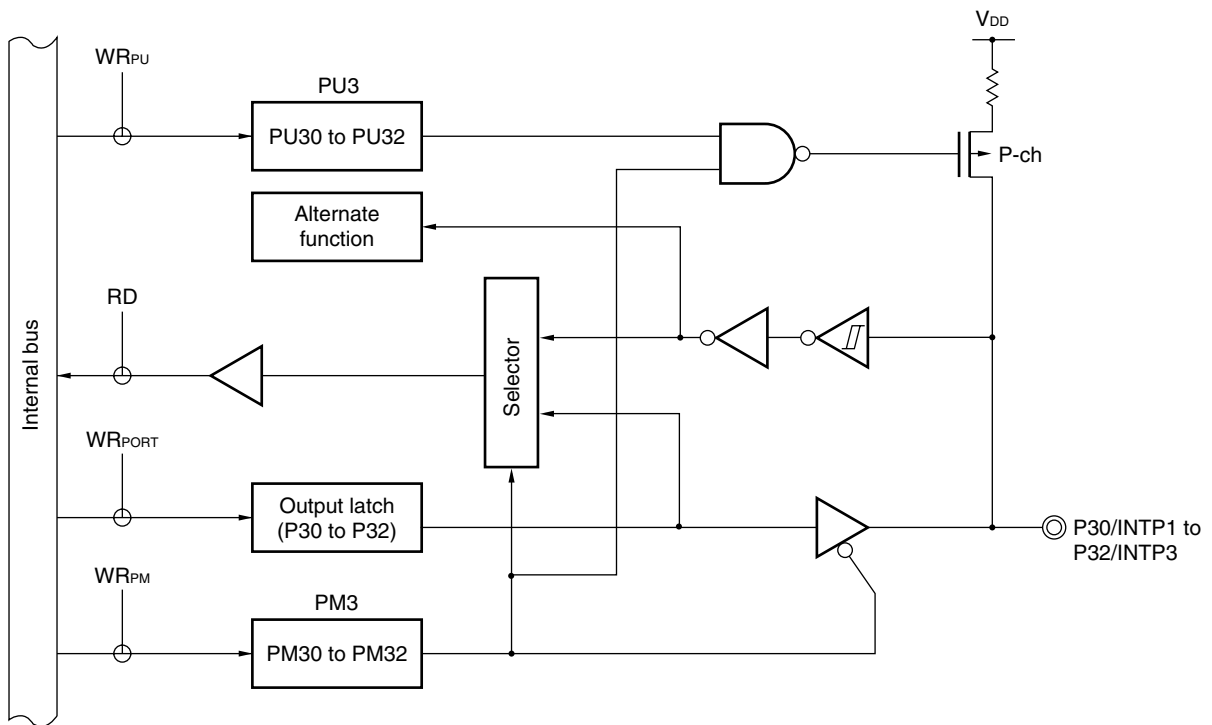 VDD
WRPU
PU3
PU30 to PU32
P-ch
Alternate
function
RD
Internal bus
Selector
WRPORT
Output latch
(P30 to P32)
P30/INTP1 to
P32/INTP3
WRPM
PM3
PM30 to PM32